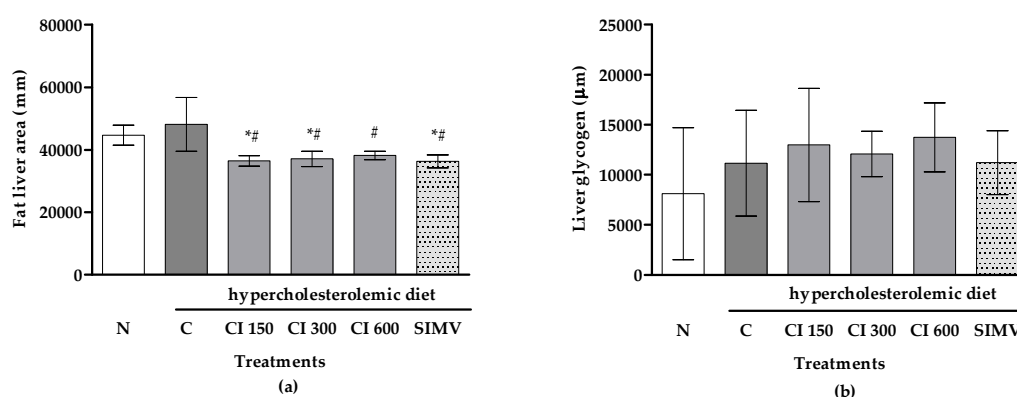 80000
60000
40000
20000
0
Fat liver area (mm)
*#
*#
#
*#
hypercholesterolemic diet
N C CI 150 CI 300 CI 600 SIMV
Treatments
(a)
25000
20000
15000
10000
5000
0
Liver glycogen (µm)
hypercholesterolemic diet
N C CI 150 CI 300 CI 600 SIMV
Treatments
(b)